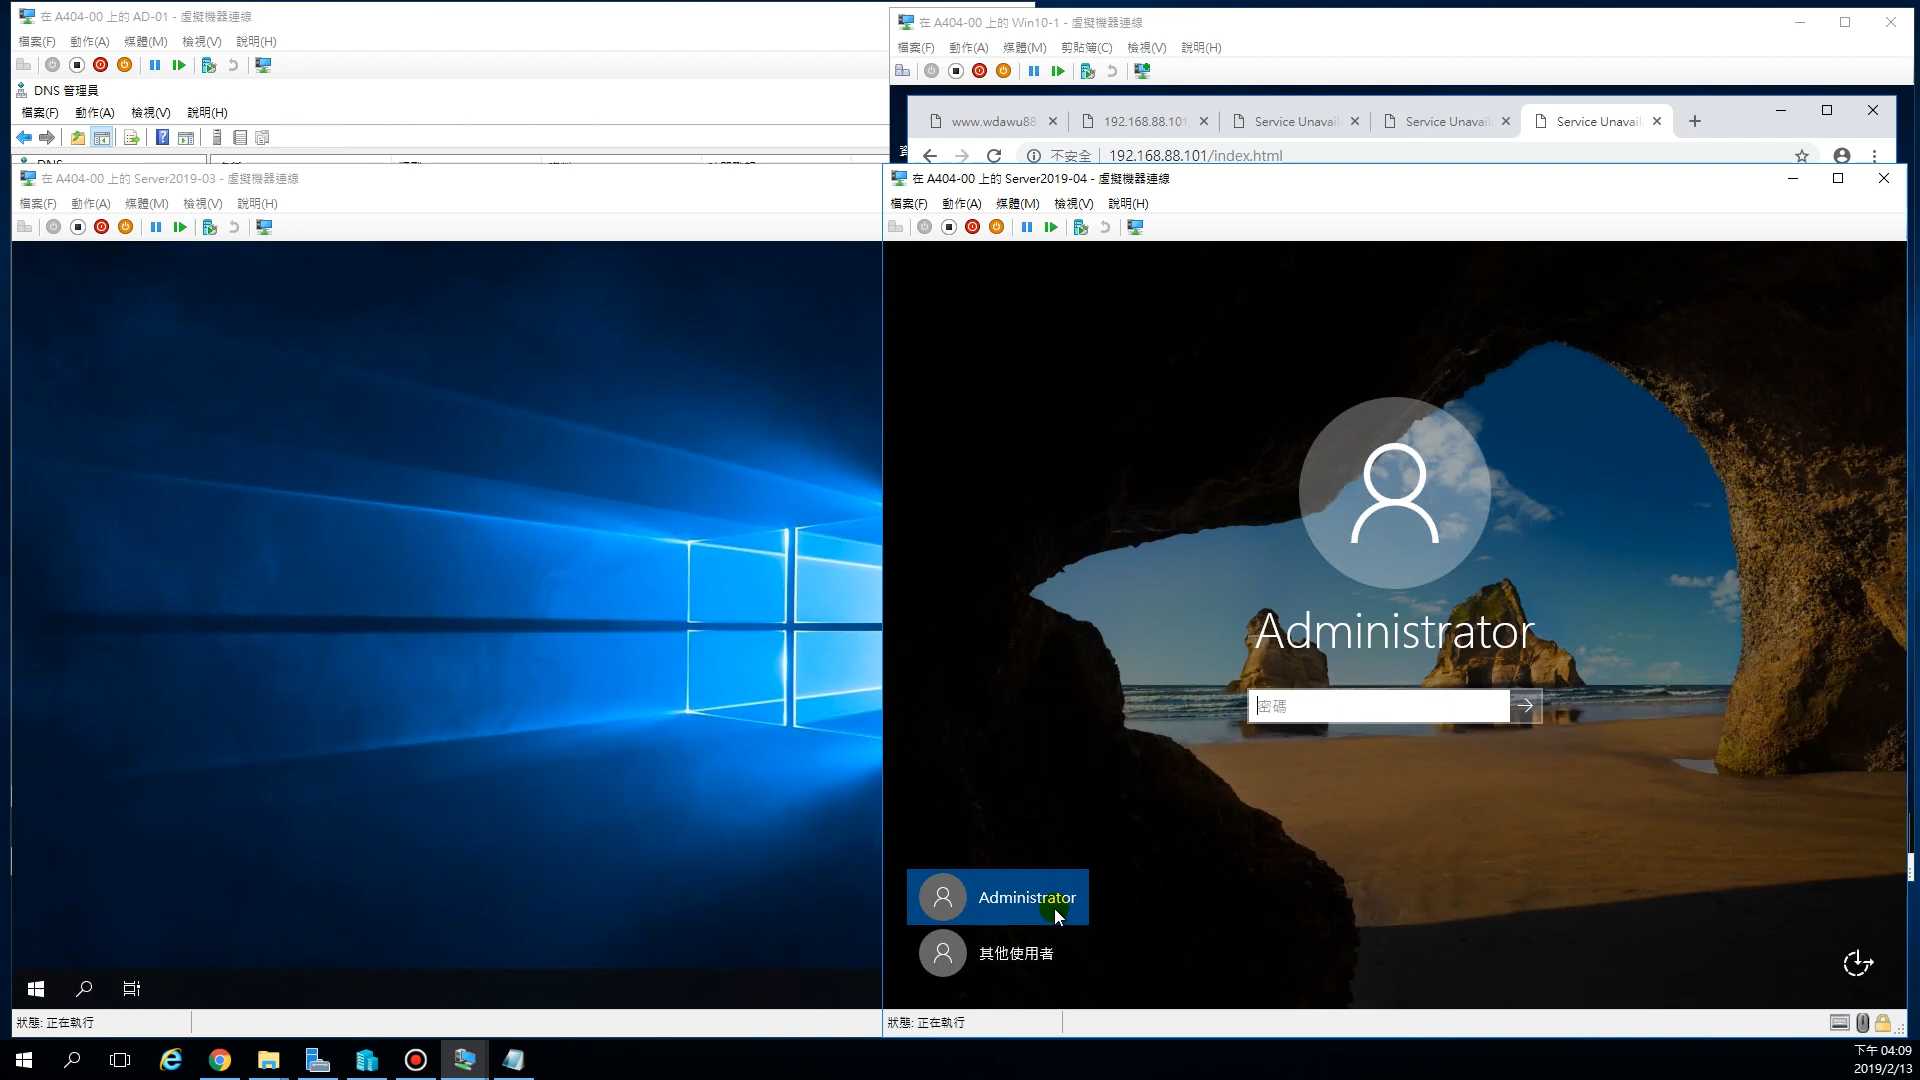 在 A404-00 上的 AD-01 - 虛擬機器連線
檔案(F) 動作(A) 媒體(M) 檢視(V) 說明(H)
DNS 管理員
檔案(F) 動作(A) 檢視(V) 說明(H)
在 A404-00 上的 Win10-1 - 虛擬機器連線
檔案(F) 動作(A) 媒體(M) 剪貼簿(C) 檢視(V) 說明(H)
www.wdawu88 192.168.88.101 Service Unavail Service Unavail Service Unavail
不安全 192.168.88.101/index.html
在 A404-00 上的 Server2019-03 - 虛擬機器連線
檔案(F) 動作(A) 媒體(M) 檢視(V) 說明(H)
狀態: 正在執行
在 A404-00 上的 Server2019-04 - 虛擬機器連線
檔案(F) 動作(A) 媒體(M) 檢視(V) 說明(H)
Administrator
密碼
Administrator
其他使用者
狀態: 正在執行
下午 04:09
2019/2/13